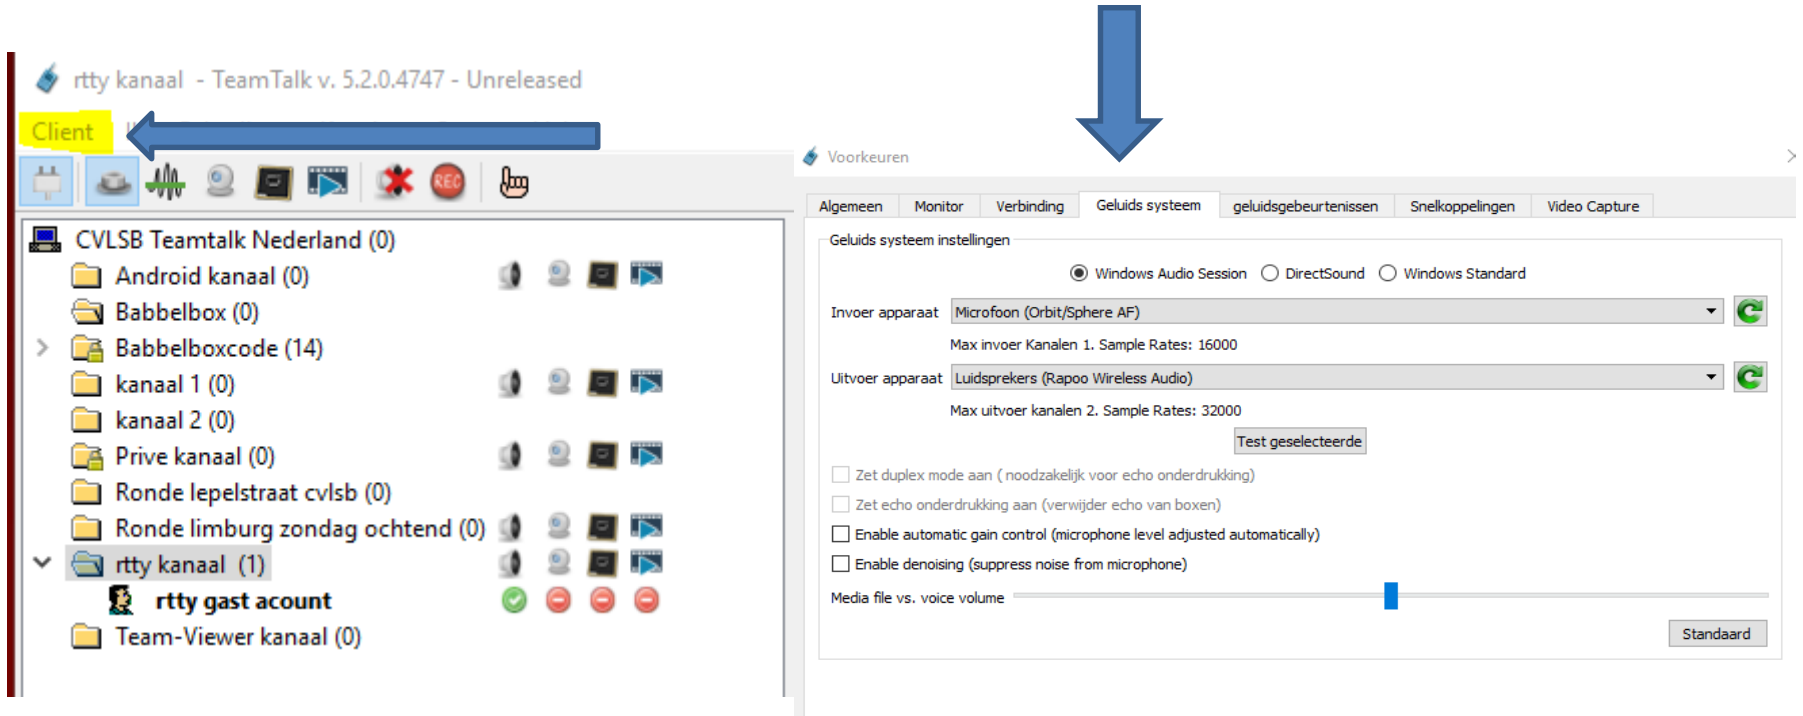 rtty kanaal - TeamTalk v. 5.2.0.4747 - Unreleased
Client
REC
CVLSB Teamtalk Nederland (0)
Android kanaal (0)
Babbelbox (0)
Babbelboxcode (14)
kanaal 1 (0)
kanaal 2 (0)
Prive kanaal (0)
Ronde lepelstraat cvlsb (0)
Ronde limburg zondag ochtend (0)
rtty kanaal (1)
rtty gast acount
Team-Viewer kanaal (0)
Voorkeuren
Algemeen Monitor Verbinding Geluids systeem geluidsgebeurtenissen Snelkoppelingen Video Capture
Geluids systeem instellingen
Windows Audio Session DirectSound Windows Standard
Invoer apparaat Microfoon (Orbit/Sphere AF)
Max invoer Kanalen 1. Sample Rates: 16000
Uitvoer apparaat Luidsprekers (Rapoo Wireless Audio)
Max uitvoer kanalen 2. Sample Rates: 32000
Test geselecteerde
Zet duplex mode aan ( noodzakelijk voor echo onderdrukking)
Zet echo onderdrukking aan (verwijder echo van boxen)
Enable automatic gain control (microphone level adjusted automatically)
Enable denoising (suppress noise from microphone)
Media file vs. voice volume
Standaard